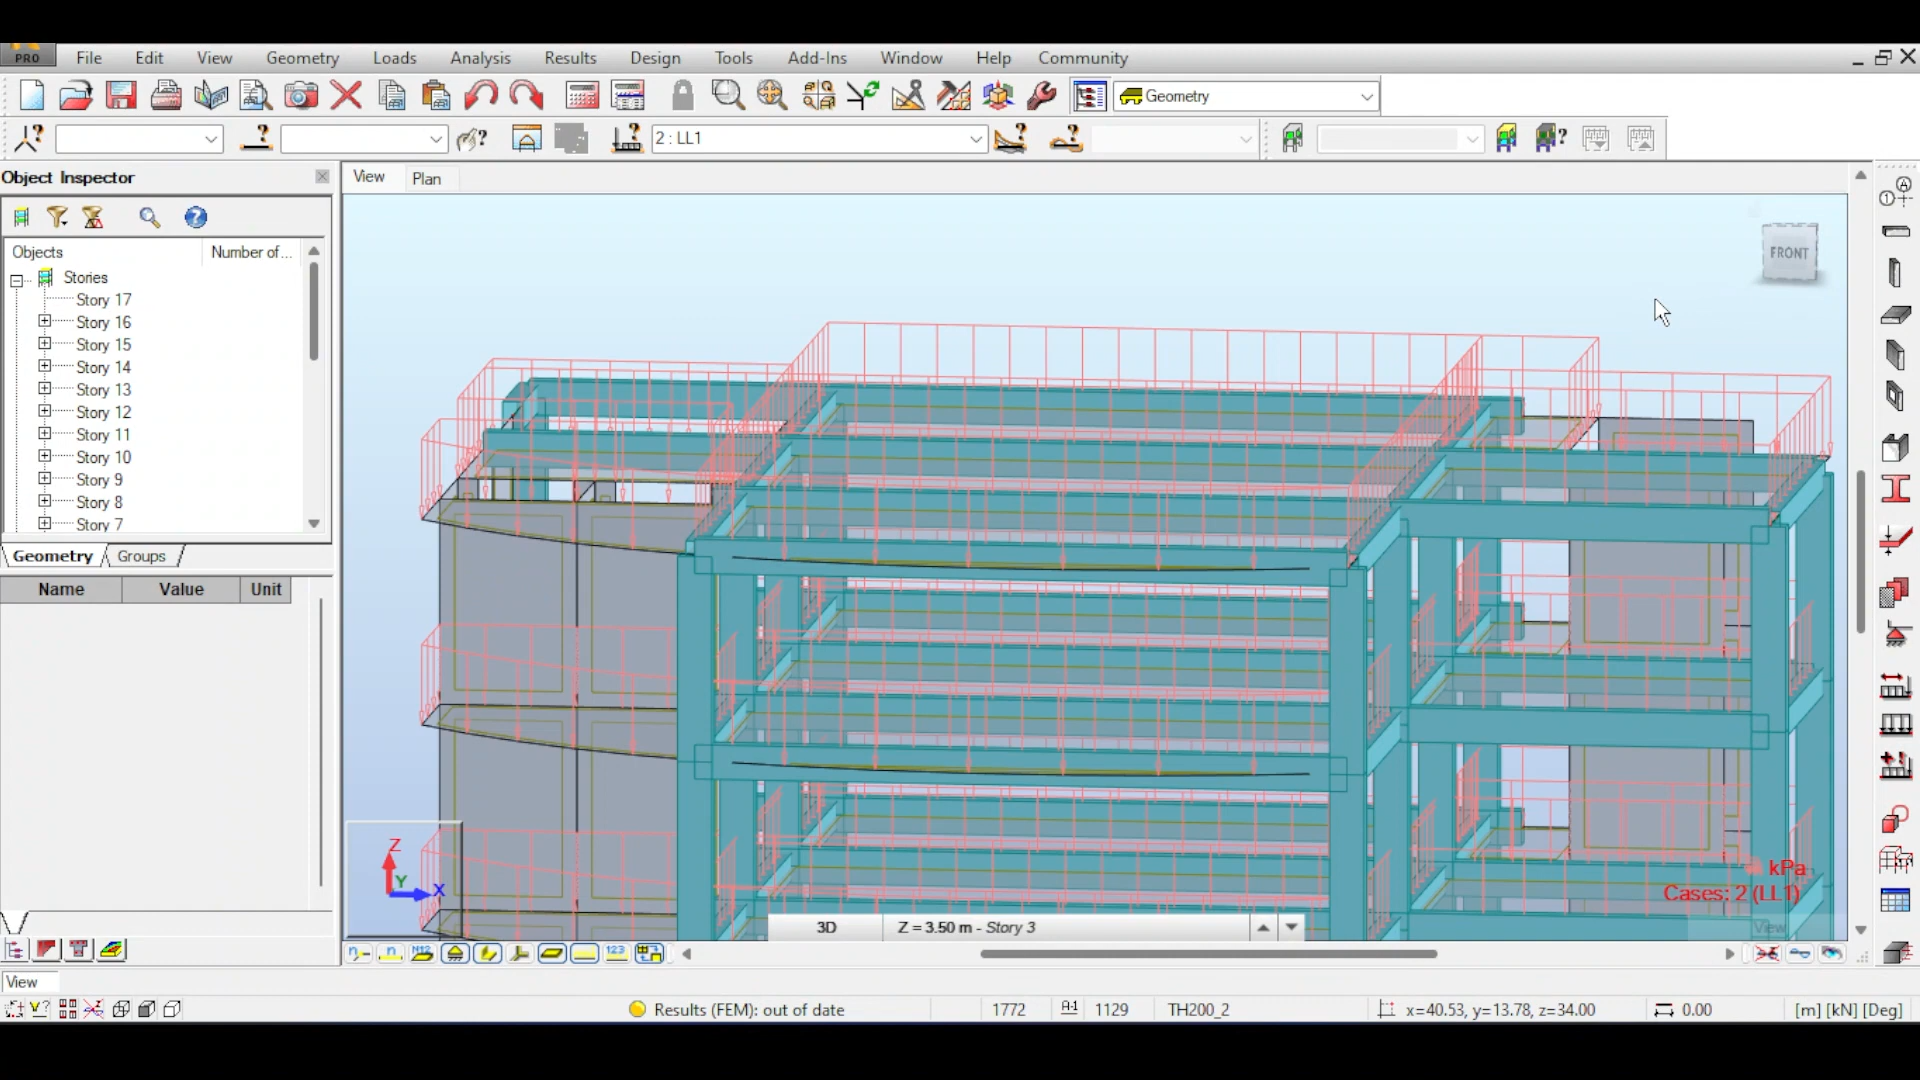 PRO File Edit View Geometry Loads Analysis Results Design Tools Add-Ins Window Help Community
Geometry
2 : LL1
Object Inspector
View Plan
Objects Number of...
Stories
Story 17
Story 16
Story 15
Story 14
Story 13
Story 12
Story 11
Story 10
Story 9
Story 8
Story 7
Geometry Groups
Name Value Unit
FRONT
Z
Y
X
kPa
Cases: 2 (LL1)
3D Z = 3.50 m - Story 3
View
View
Results (FEM): out of date 1772 1129 TH200_2 x=40.53, y=13.78, z=34.00 0.00 [m] [kN] [Deg]